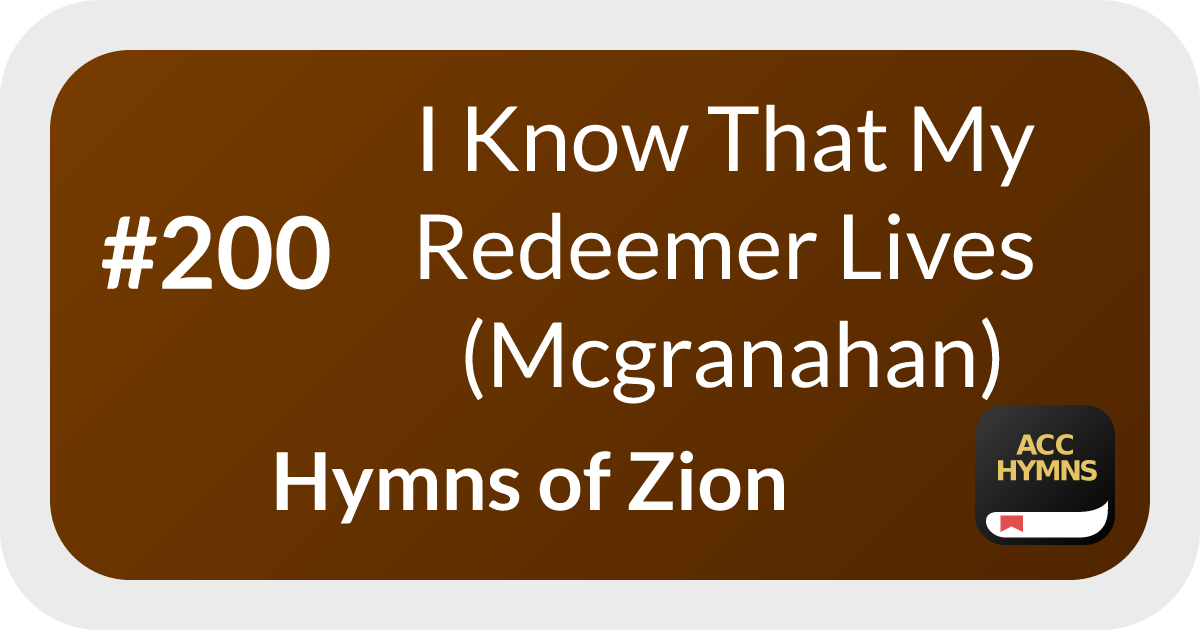 #200
I Know That My
Redeemer Lives
(Mcgranahan)
Hymns of Zion
ACC
HYMNS